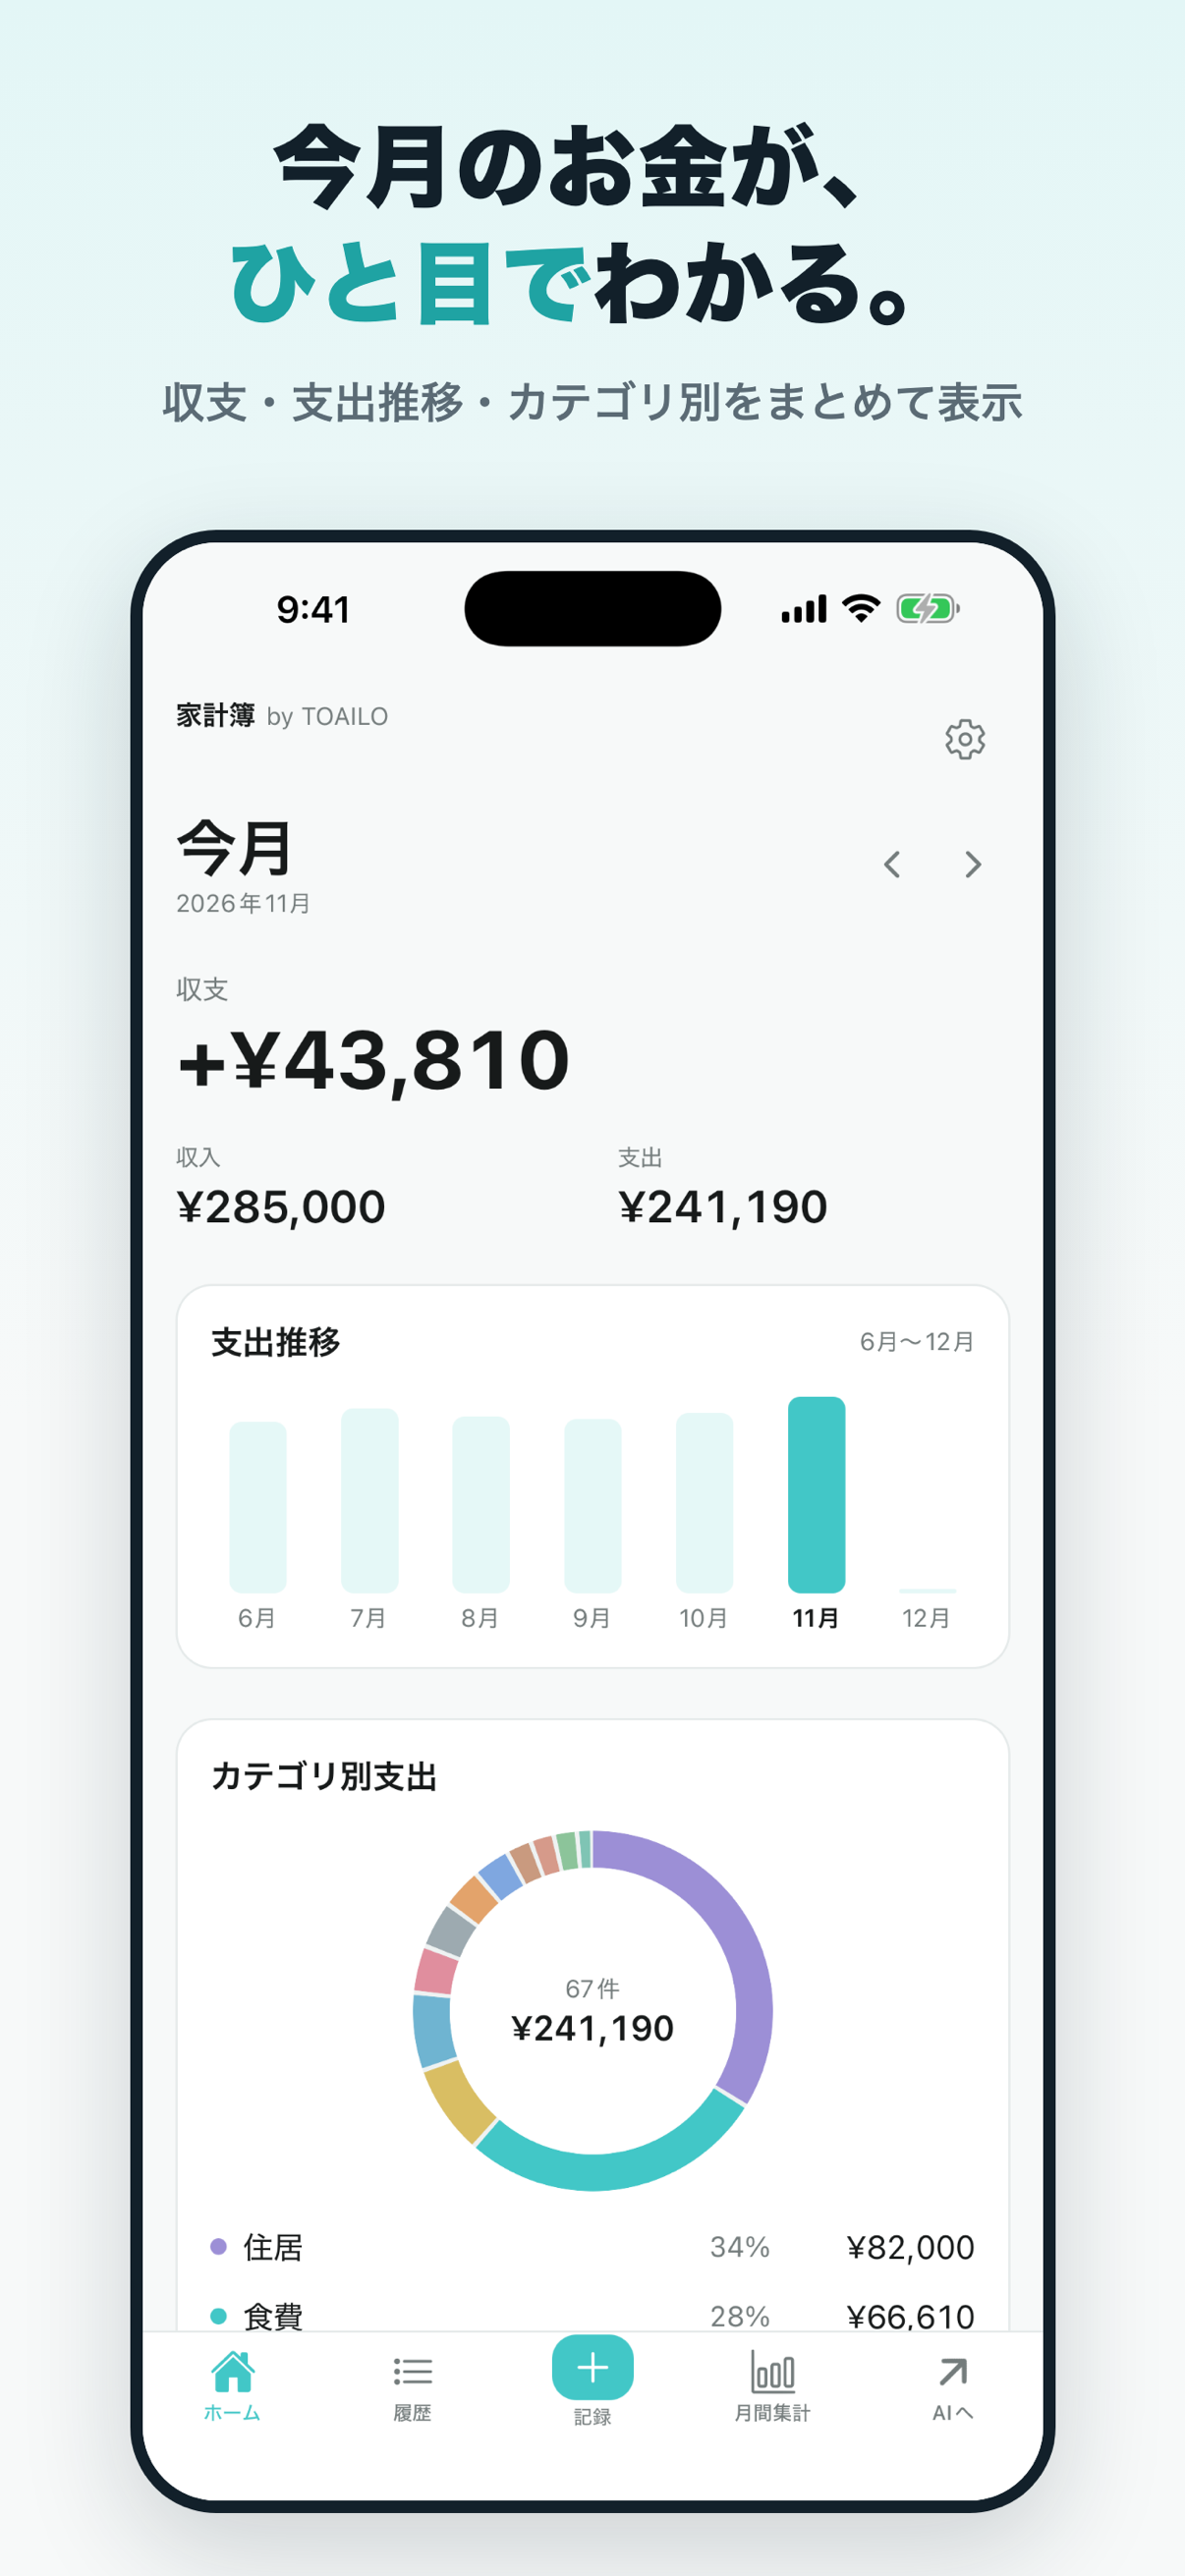 今月のお金が、
ひと目でわかる。
収支・支出推移・カテゴリ別をまとめて表示
9:41
家計簿 by TOAILO
今月
2026年11月
収支
+¥43,810
収入 支出
¥285,000 ¥241,190
支出推移 6月〜12月
6月 7月 8月 9月 10月 11月 12月
カテゴリ別支出
67件
¥241,190
住居 34% ¥82,000
食費 28% ¥66,610
ホーム 履歴 記録 月間集計 AIへ